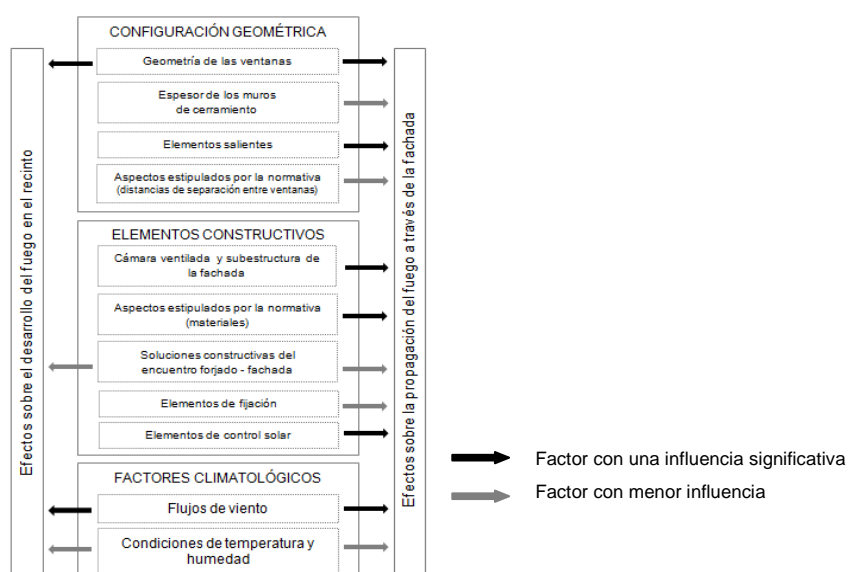 CONFIGURACIÓN GEOMÉTRICA
Geometría de las ventanas
Espesor de los muros
de cerramiento
Elementos salientes
Aspectos estipulados por la normativa
(distancias de separación entre ventanas)
ELEMENTOS CONSTRUCTIVOS
Cámara ventilada y subestructura de
la fachada
Aspectos estipulados por la normativa
(materiales)
Soluciones constructivas del
encuentro forjado - fachada
Elementos de fijación
Elementos de control solar
FACTORES CLIMATOLÓGICOS
Flujos de viento
Condiciones de temperatura y
humedad
Efectos sobre el desarrollo del fuego en el recinto
Efectos sobre la propagación del fuego a través de la fachada
Factor con una influencia significativa
Factor con menor influencia